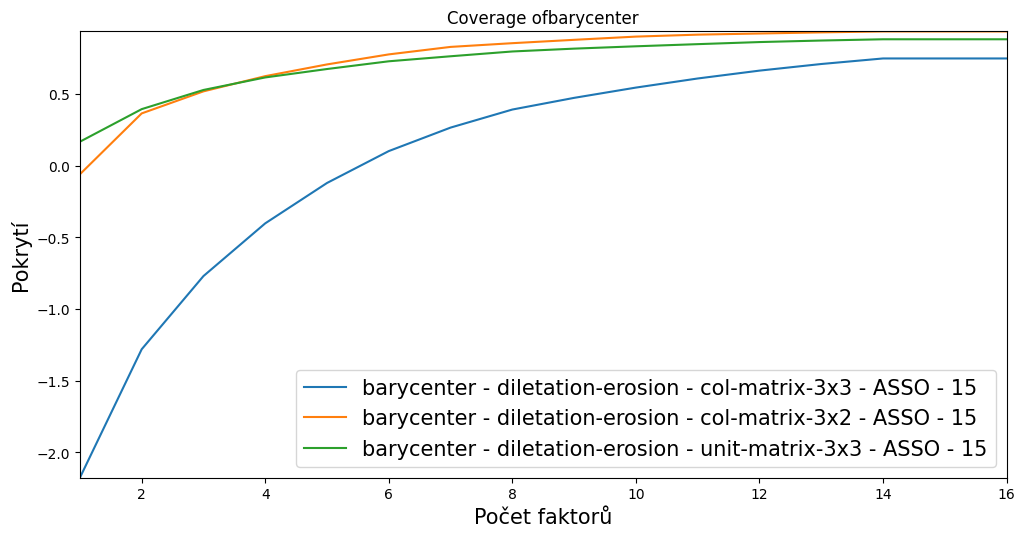 Coverage ofbarycenter
Pokrytí
0.5
0.0
−0.5
−1.0
−1.5
−2.0
barycenter - diletation-erosion - col-matrix-3x3 - ASSO - 15
barycenter - diletation-erosion - col-matrix-3x2 - ASSO - 15
barycenter - diletation-erosion - unit-matrix-3x3 - ASSO - 15
2 4 6 8 10 12 14 16
Počet faktorů